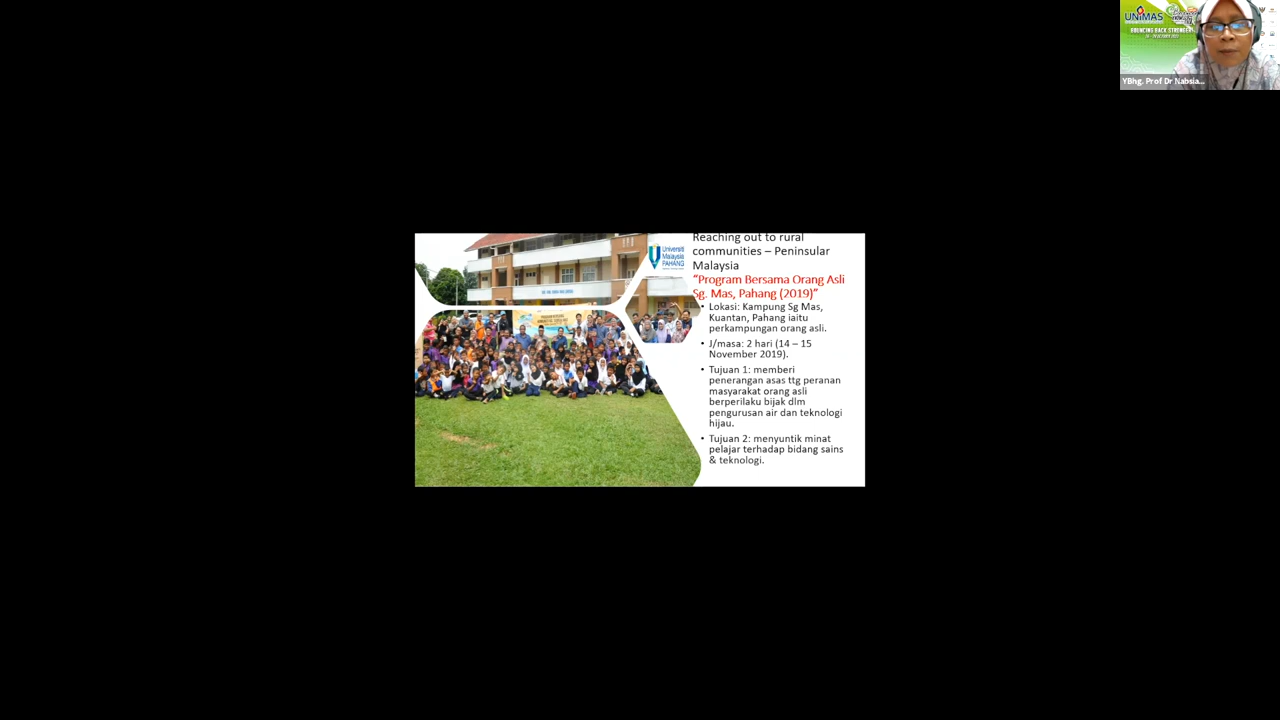 UNIMAS
BOUNCING BACK STRONGER
YBhg. Prof Dr Nabsia...
Universiti
Malaysia
PAHANG
Reaching out to rural
communities – Peninsular
Malaysia
“Program Bersama Orang Asli
Sg. Mas, Pahang (2019)”
• Lokasi: Kampung Sg Mas,
Kuantan, Pahang iaitu
perkampungan orang asli.
• J/masa: 2 hari (14 – 15
November 2019).
• Tujuan 1: memberi
penerangan asas ttg peranan
masyarakat orang asli
berperilaku bijak dlm
pengurusan air dan teknologi
hijau.
• Tujuan 2: menyuntik minat
pelajar terhadap bidang sains
& teknologi.